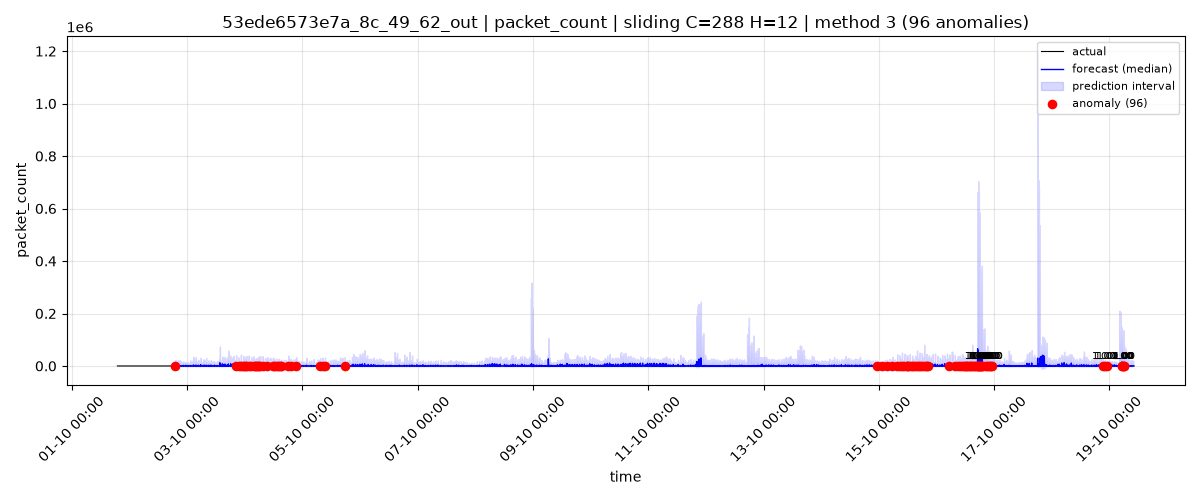 53ede6573e7a_8c_49_62_out | packet_count | sliding C=288 H=12 | method 3 (96 anomalies)
1e6
1.2
1.0
0.8
0.6
0.4
0.2
0.0
packet_count
actual
forecast (median)
prediction interval
anomaly (96)
01-10 00:00
03-10 00:00
05-10 00:00
07-10 00:00
09-10 00:00
11-10 00:00
13-10 00:00
15-10 00:00
17-10 00:00
19-10 00:00
time